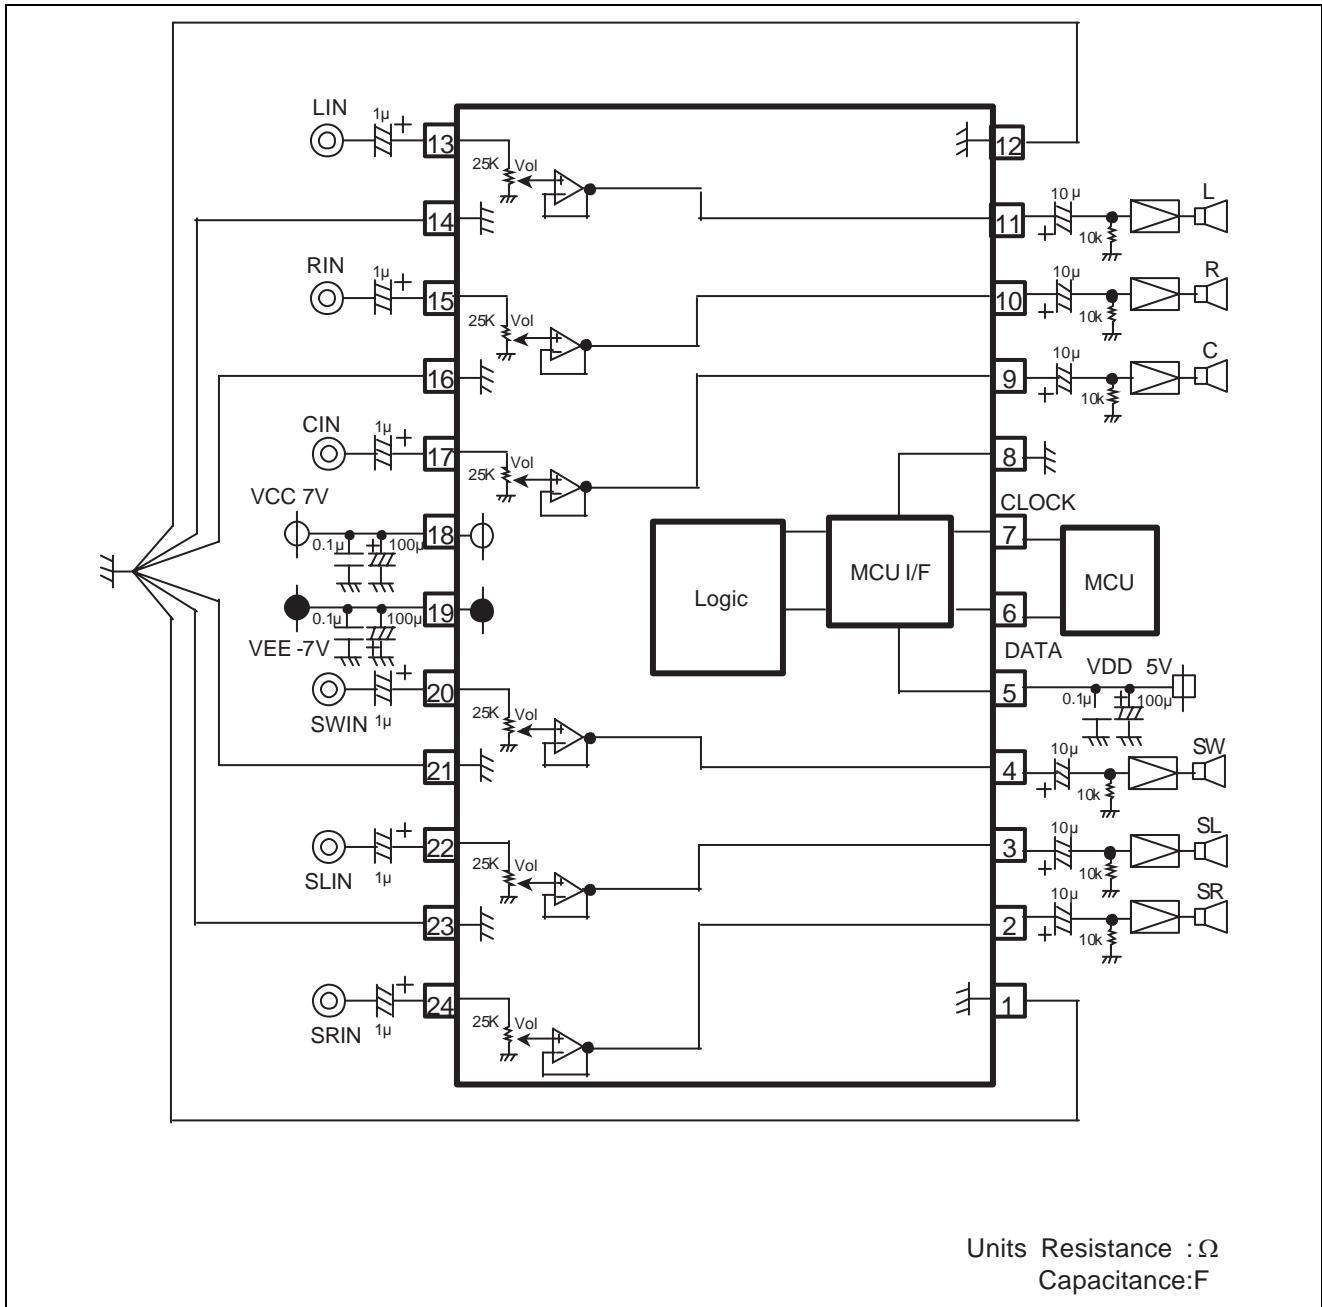 LIN
1µ
+
13
25K
Vol
+
−
12
14
11
10µ
+
10k
L
RIN
1µ
+
15
25K
Vol
+
−
10
10µ
+
10k
R
16
9
10µ
+
10k
C
CIN
1µ
+
17
25K
Vol
+
−
8
VCC 7V
0.1µ
+
100µ
18
CLOCK
7
Logic
MCU I/F
MCU
0.1µ
100µ
+
19
6
VEE -7V
DATA
SWIN
1µ
+
20
25K
Vol
+
−
5
VDD 5V
0.1µ
+
100µ
21
4
10µ
+
10k
SW
SLIN
1µ
+
22
25K
Vol
+
−
3
10µ
+
10k
SL
23
2
10µ
+
10k
SR
SRIN
1µ
+
24
25K
Vol
+
−
1
Units Resistance : Ω
Capacitance:F